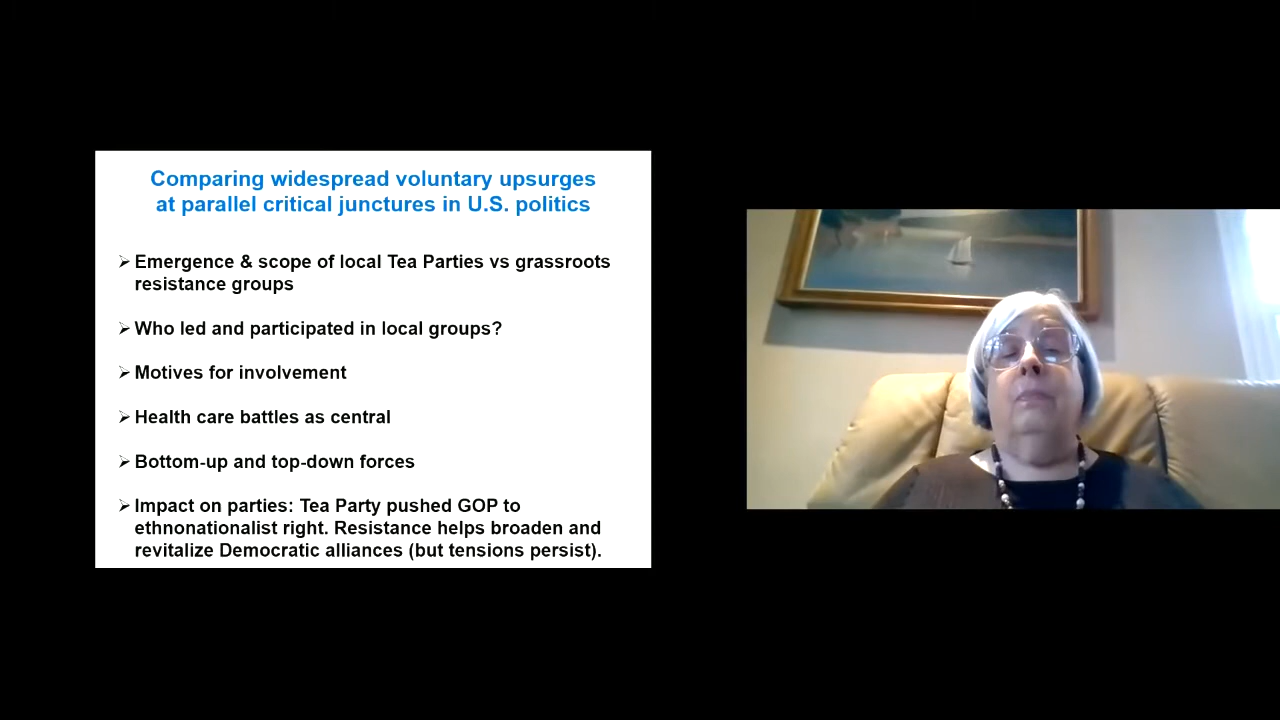 Comparing widespread voluntary upsurges
at parallel critical junctures in U.S. politics
➢ Emergence & scope of local Tea Parties vs grassroots
resistance groups
➢ Who led and participated in local groups?
➢ Motives for involvement
➢ Health care battles as central
➢ Bottom-up and top-down forces
➢ Impact on parties: Tea Party pushed GOP to
ethnonationalist right. Resistance helps broaden and
revitalize Democratic alliances (but tensions persist).